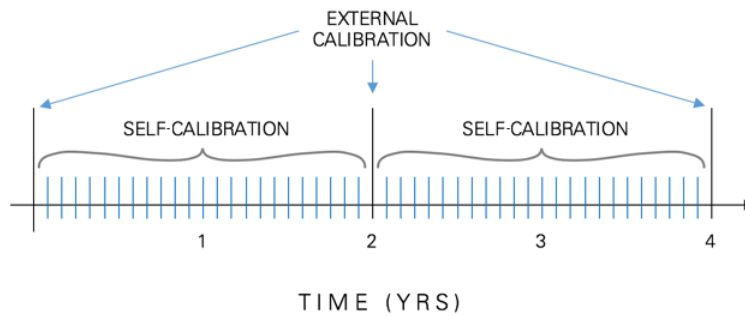 EXTERNAL
CALIBRATION
SELF-CALIBRATION SELF-CALIBRATION
1 2 3 4
TIME (YRS)